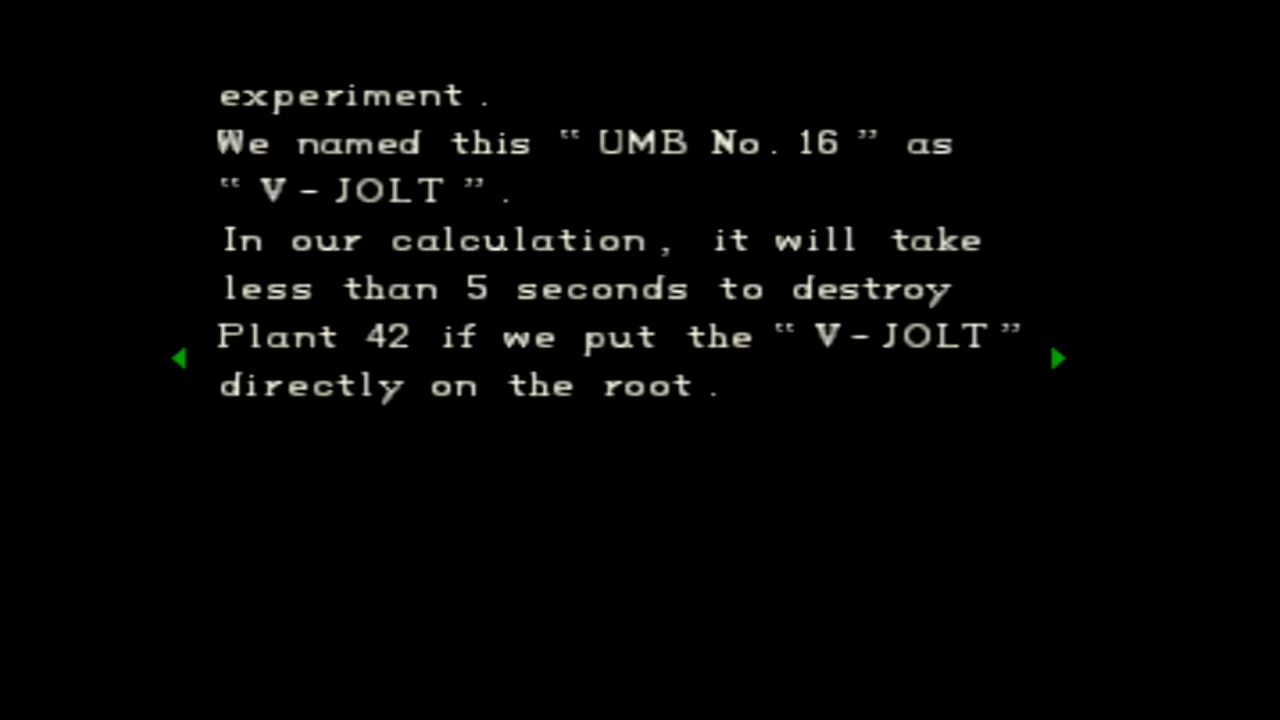 experiment.
We named this “UMB No.16” as
“V-JOLT”.
In our calculation, it will take
less than 5 seconds to destroy
Plant 42 if we put the “V-JOLT”
directly on the root.